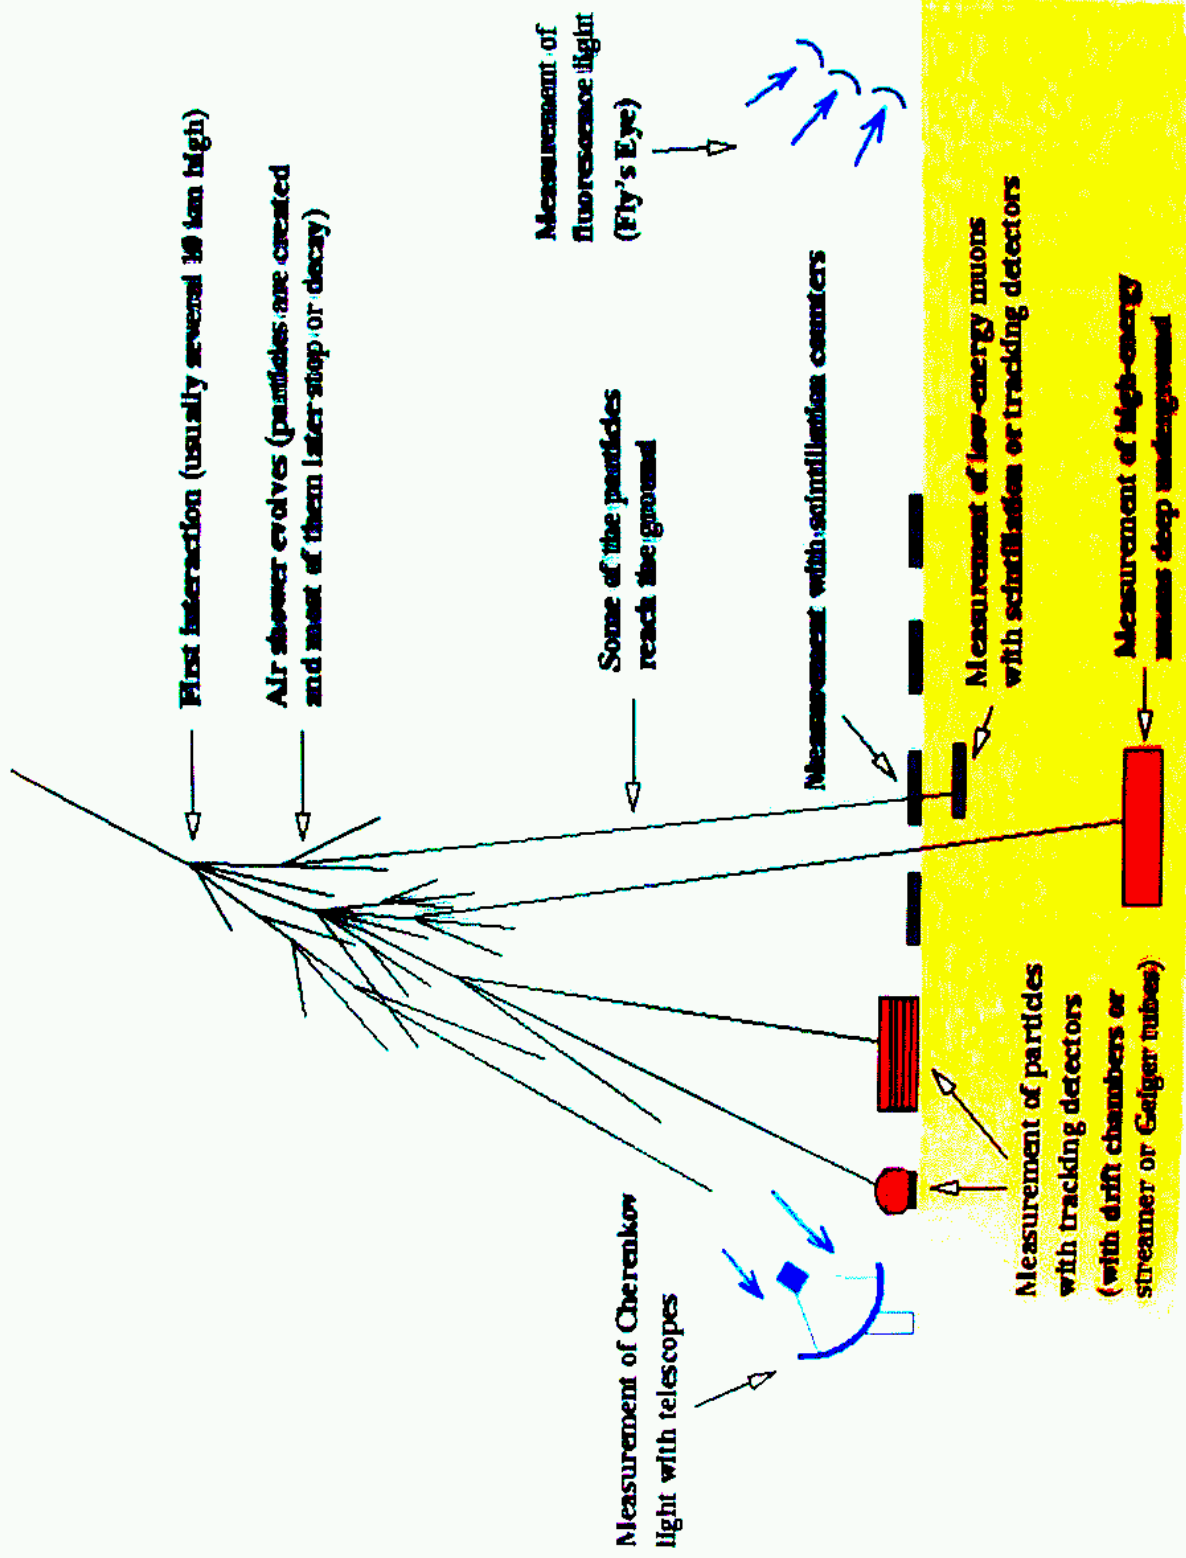 First interaction (usually several 10 km high)
Air shower evolves (particles are created
and most of them later stop or decay)
Measurement of
fluorescence light
(Fly's Eye)
Some of the particles
reach the ground
Measurement of Cherenkov
light with telescopes
Measurement with scintillation counters
Measurement of low-energy muons
with scintillation or tracking detectors
Measurement of particles
with tracking detectors
(with drift chambers or
streamer or Geiger tubes)
Measurement of high-energy
muons deep underground